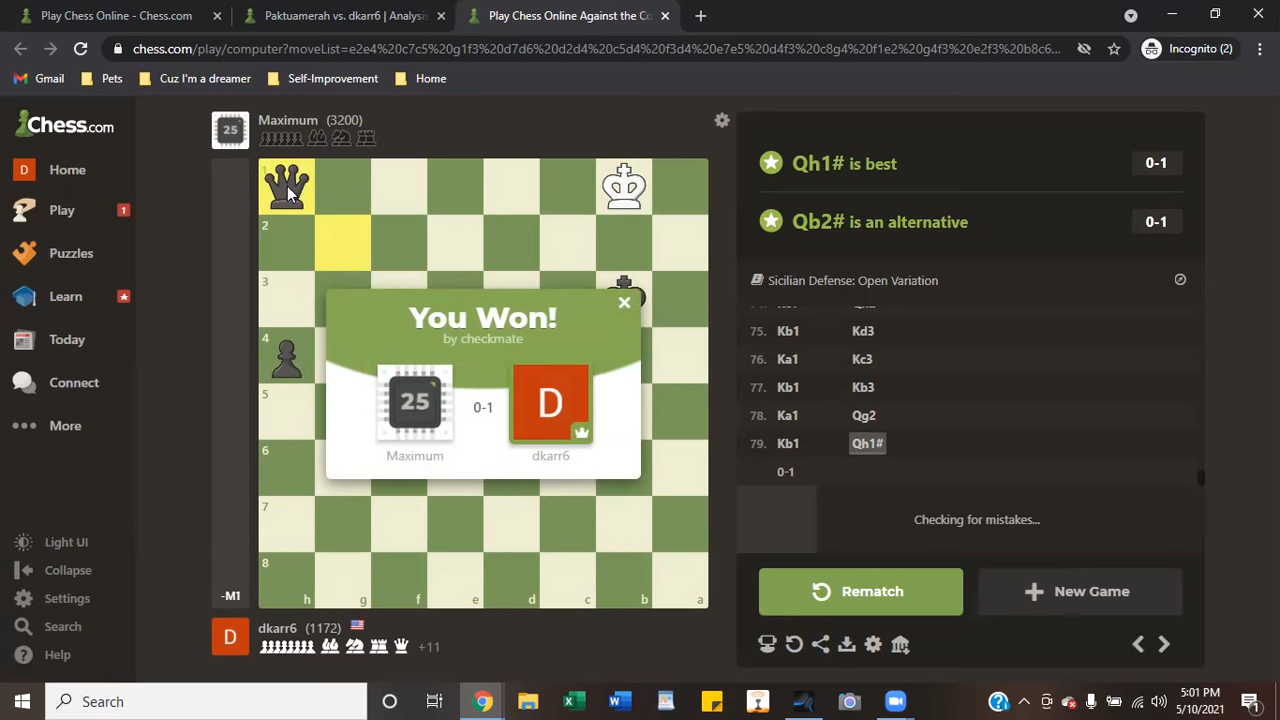 Play Chess Online - Chess.com
Paktuamerah vs. dkarr6 | Analysis
Play Chess Online Against the Co
chess.com/play/computer?moveList=e2e4%20c7c5%20g1f3%20d7d6%20d2d4%20c5d4%20f3d4%20e7e5%20d4f3%20c8g4%20f1e2%20g4f3%20e2f3%20b8c6...
Incognito (2)
Gmail
Pets
Cuz I'm a dreamer
Self-Improvement
Home
Chess.com
D
Home
Play
1
Puzzles
Learn
Today
Connect
More
Light UI
Collapse
Settings
Search
Help
25
Maximum (3200)
1
2
3
4
5
6
7
8
h
g
f
e
d
c
b
a
-M1
You Won!
by checkmate
25
0-1
D
Maximum
dkarr6
D
dkarr6 (1172)
+11
Qh1# is best
0-1
Qb2# is an alternative
0-1
Sicilian Defense: Open Variation
75. Kb1 Kd3
76. Ka1 Kc3
77. Kb1 Kb3
78. Ka1 Qg2
79. Kb1 Qh1#
0-1
Checking for mistakes...
Rematch
New Game
Search
5:01 PM
5/10/2021